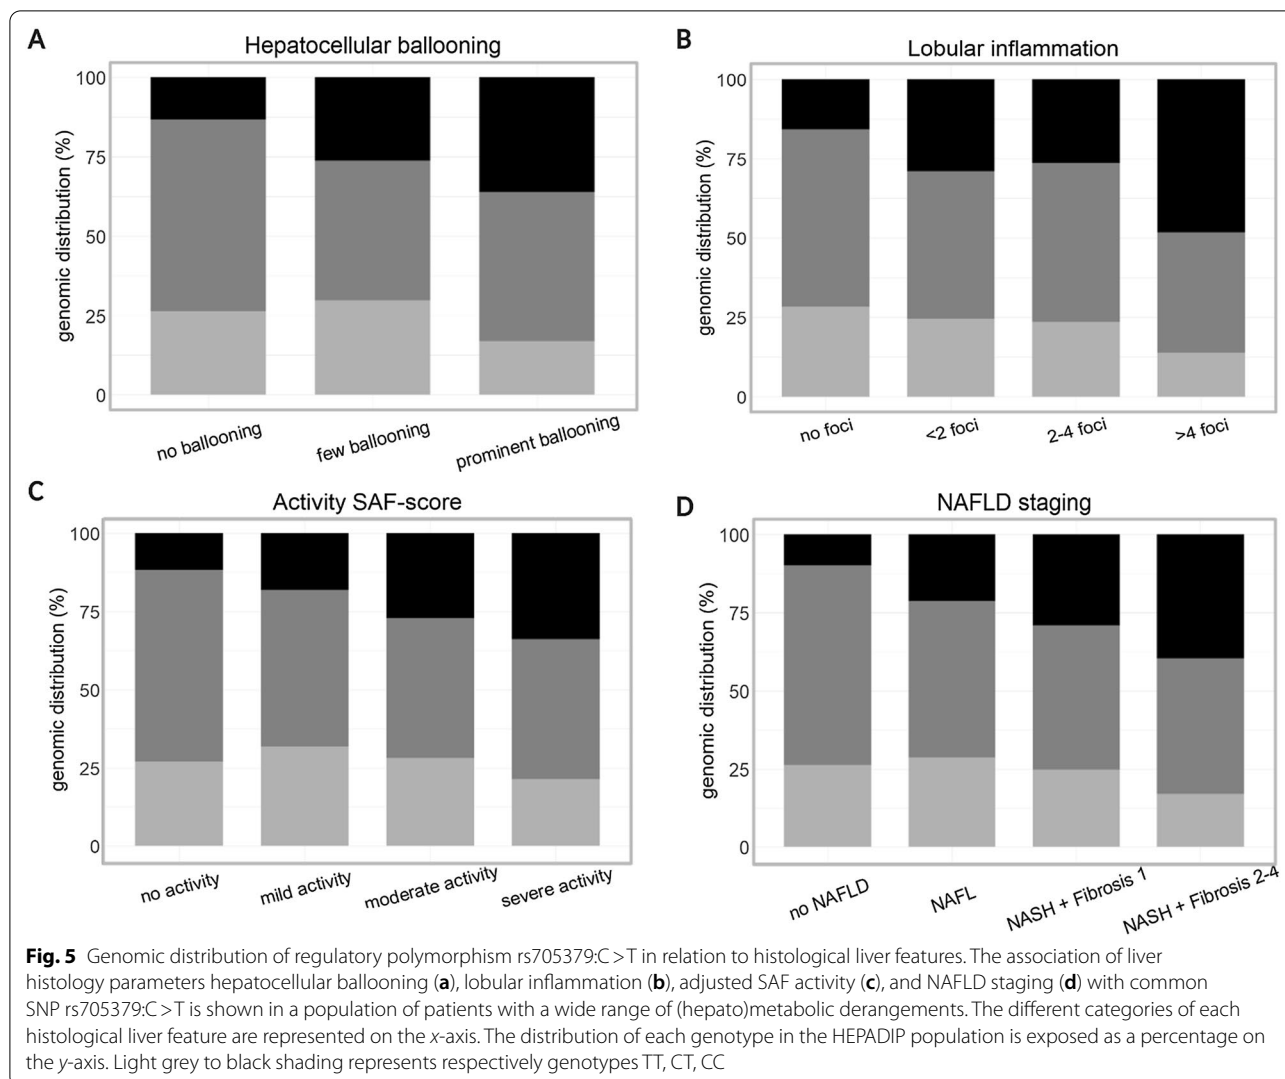 A
Hepatocellular ballooning
100
75
50
25
0
genomic distribution (%)
no ballooning
few ballooning
prominent ballooning
B
Lobular inflammation
100
75
50
25
0
genomic distribution (%)
no foci
<2 foci
2-4 foci
>4 foci
C
Activity SAF-score
100
75
50
25
0
genomic distribution (%)
no activity
mild activity
moderate activity
severe activity
D
NAFLD staging
100
75
50
25
0
genomic distribution (%)
no NAFLD
NAFL
NASH + Fibrosis 1
NASH + Fibrosis 2-4
Fig. 5 Genomic distribution of regulatory polymorphism rs705379:C > T in relation to histological liver features. The association of liver
histology parameters hepatocellular ballooning (a), lobular inflammation (b), adjusted SAF activity (c), and NAFLD staging (d) with common
SNP rs705379:C > T is shown in a population of patients with a wide range of (hepato)metabolic derangements. The different categories of each
histological liver feature are represented on the x-axis. The distribution of each genotype in the HEPADIP population is exposed as a percentage on
the y-axis. Light grey to black shading represents respectively genotypes TT, CT, CC